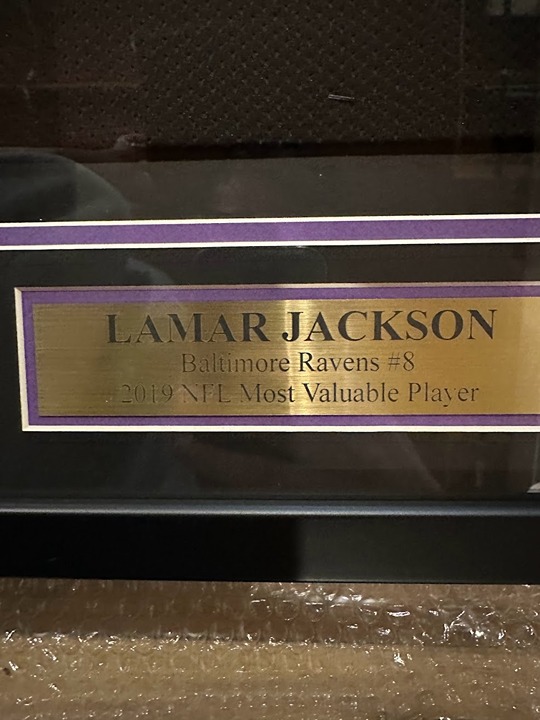 LAMAR JACKSON
Baltimore Ravens #8
2019 NFL Most Valuable Player